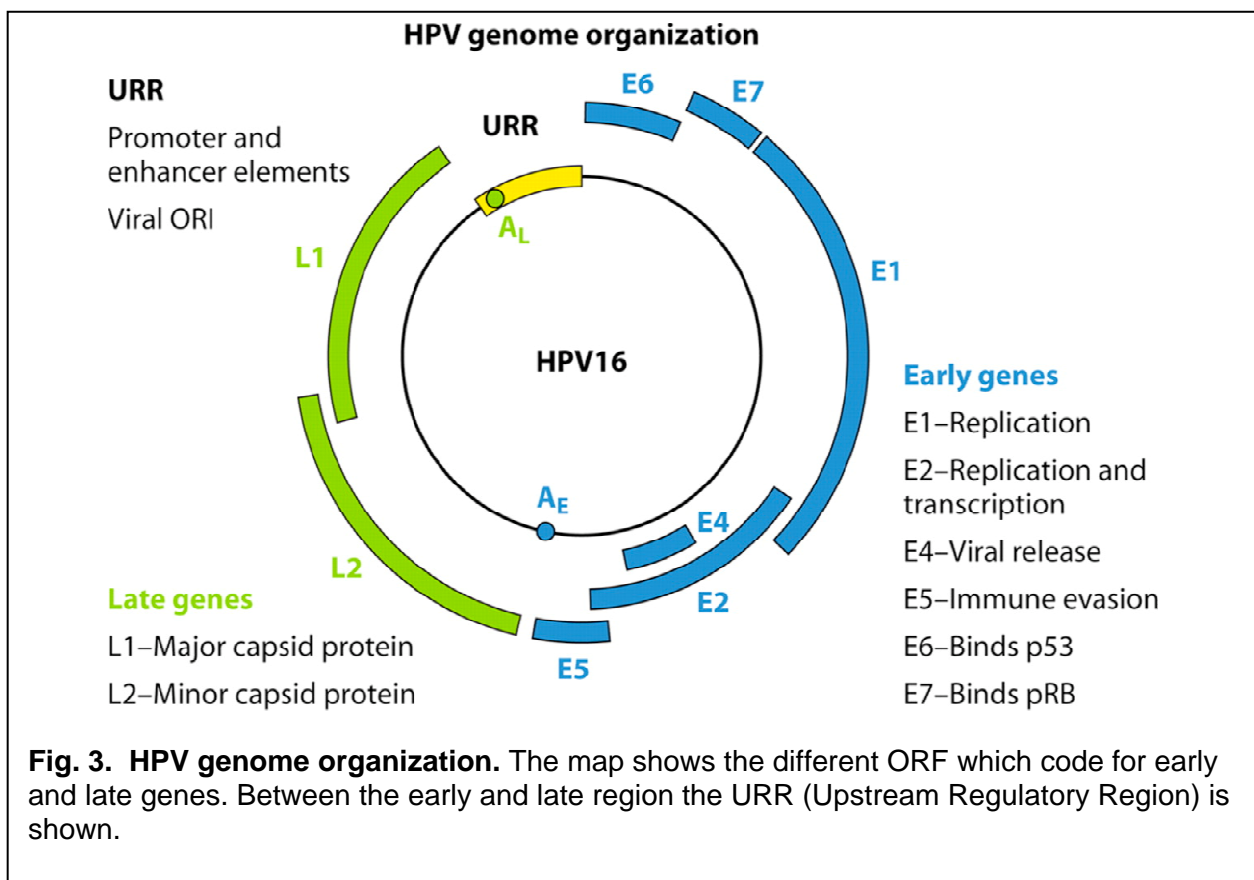 HPV genome organization
URR
Promoter and
enhancer elements
Viral ORI
URR
E6
E7
A_L
L1
E1
HPV16
A_E
E4
L2
E2
E5
Early genes
E1–Replication
E2–Replication and
transcription
E4–Viral release
E5–Immune evasion
E6–Binds p53
E7–Binds pRB
Late genes
L1–Major capsid protein
L2–Minor capsid protein
Fig. 3. HPV genome organization. The map shows the different ORF which code for early
and late genes. Between the early and late region the URR (Upstream Regulatory Region) is
shown.